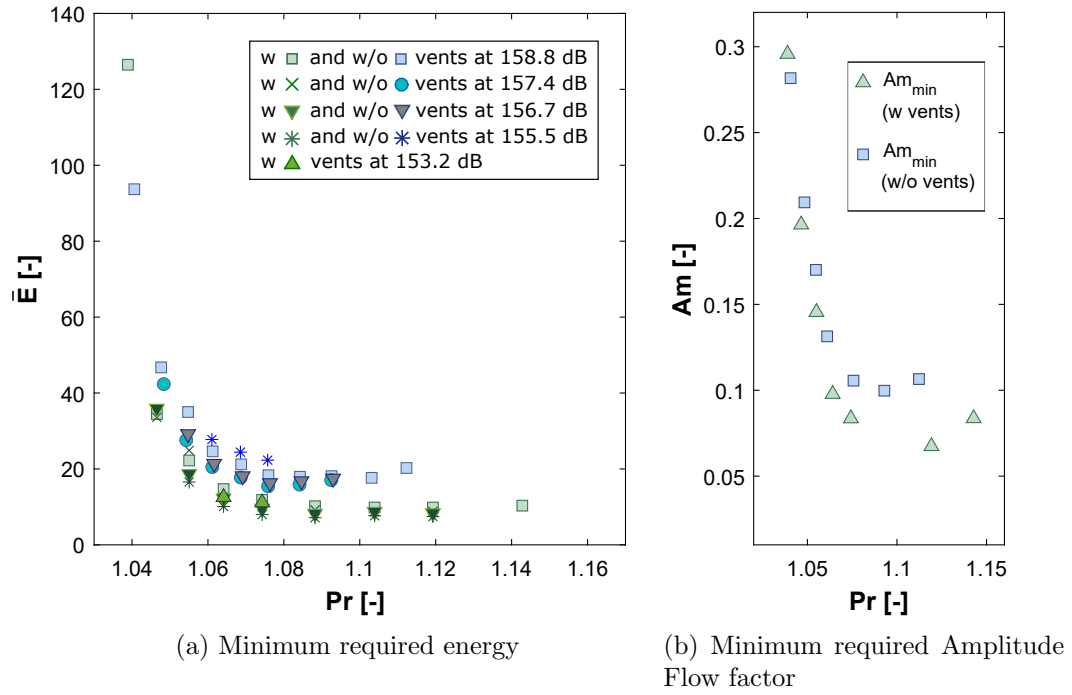 140
120
100
80
60
40
20
0
Ē [-]
w and w/o vents at 158.8 dB
w and w/o vents at 157.4 dB
w and w/o vents at 156.7 dB
w and w/o vents at 155.5 dB
w vents at 153.2 dB
1.04 1.06 1.08 1.1 1.12 1.14 1.16
Pr [-]
(a) Minimum required energy
0.3
0.25
0.2
0.15
0.1
0.05
Am [-]
Am min
(w vents)
Am min
(w/o vents)
1.05 1.1 1.15
Pr [-]
(b) Minimum required Amplitude
Flow factor